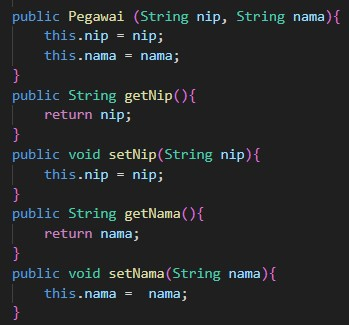 public Pegawai (String nip, String nama){
    this.nip = nip;
    this.nama = nama;
}
public String getNip(){
    return nip;
}
public void setNip(String nip){
    this.nip = nip;
}
public String getNama(){
    return nama;
}
public void setNama(String nama){
    this.nama =  nama;
}